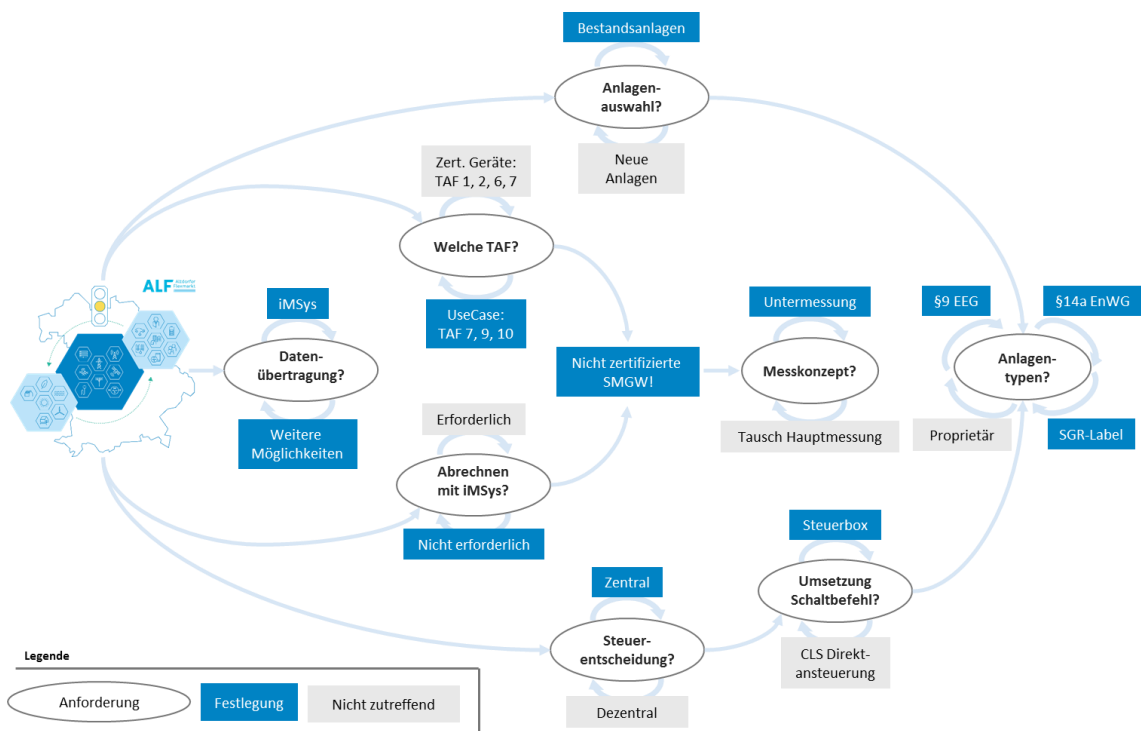 Bestandsanlagen
Anlagen-
auswahl?
Neue
Anlagen
Zert. Geräte:
TAF 1, 2, 6, 7
Welche TAF?
UseCase:
TAF 7, 9, 10
ALF Altdorfer
Flexmarkt
iMSys
Daten-
übertragung?
Weitere
Möglichkeiten
Nicht zertifizierte
SMGW!
Untermessung
Messkonzept?
Tausch Hauptmessung
§9 EEG
§14a EnWG
Anlagen-
typen?
Proprietär
SGR-Label
Erforderlich
Abrechnen
mit iMSys?
Nicht erforderlich
Steuerbox
Umsetzung
Schaltbefehl?
CLS Direkt-
ansteuerung
Zentral
Steuer-
entscheidung?
Dezentral
Legende
Anforderung
Festlegung
Nicht zutreffend